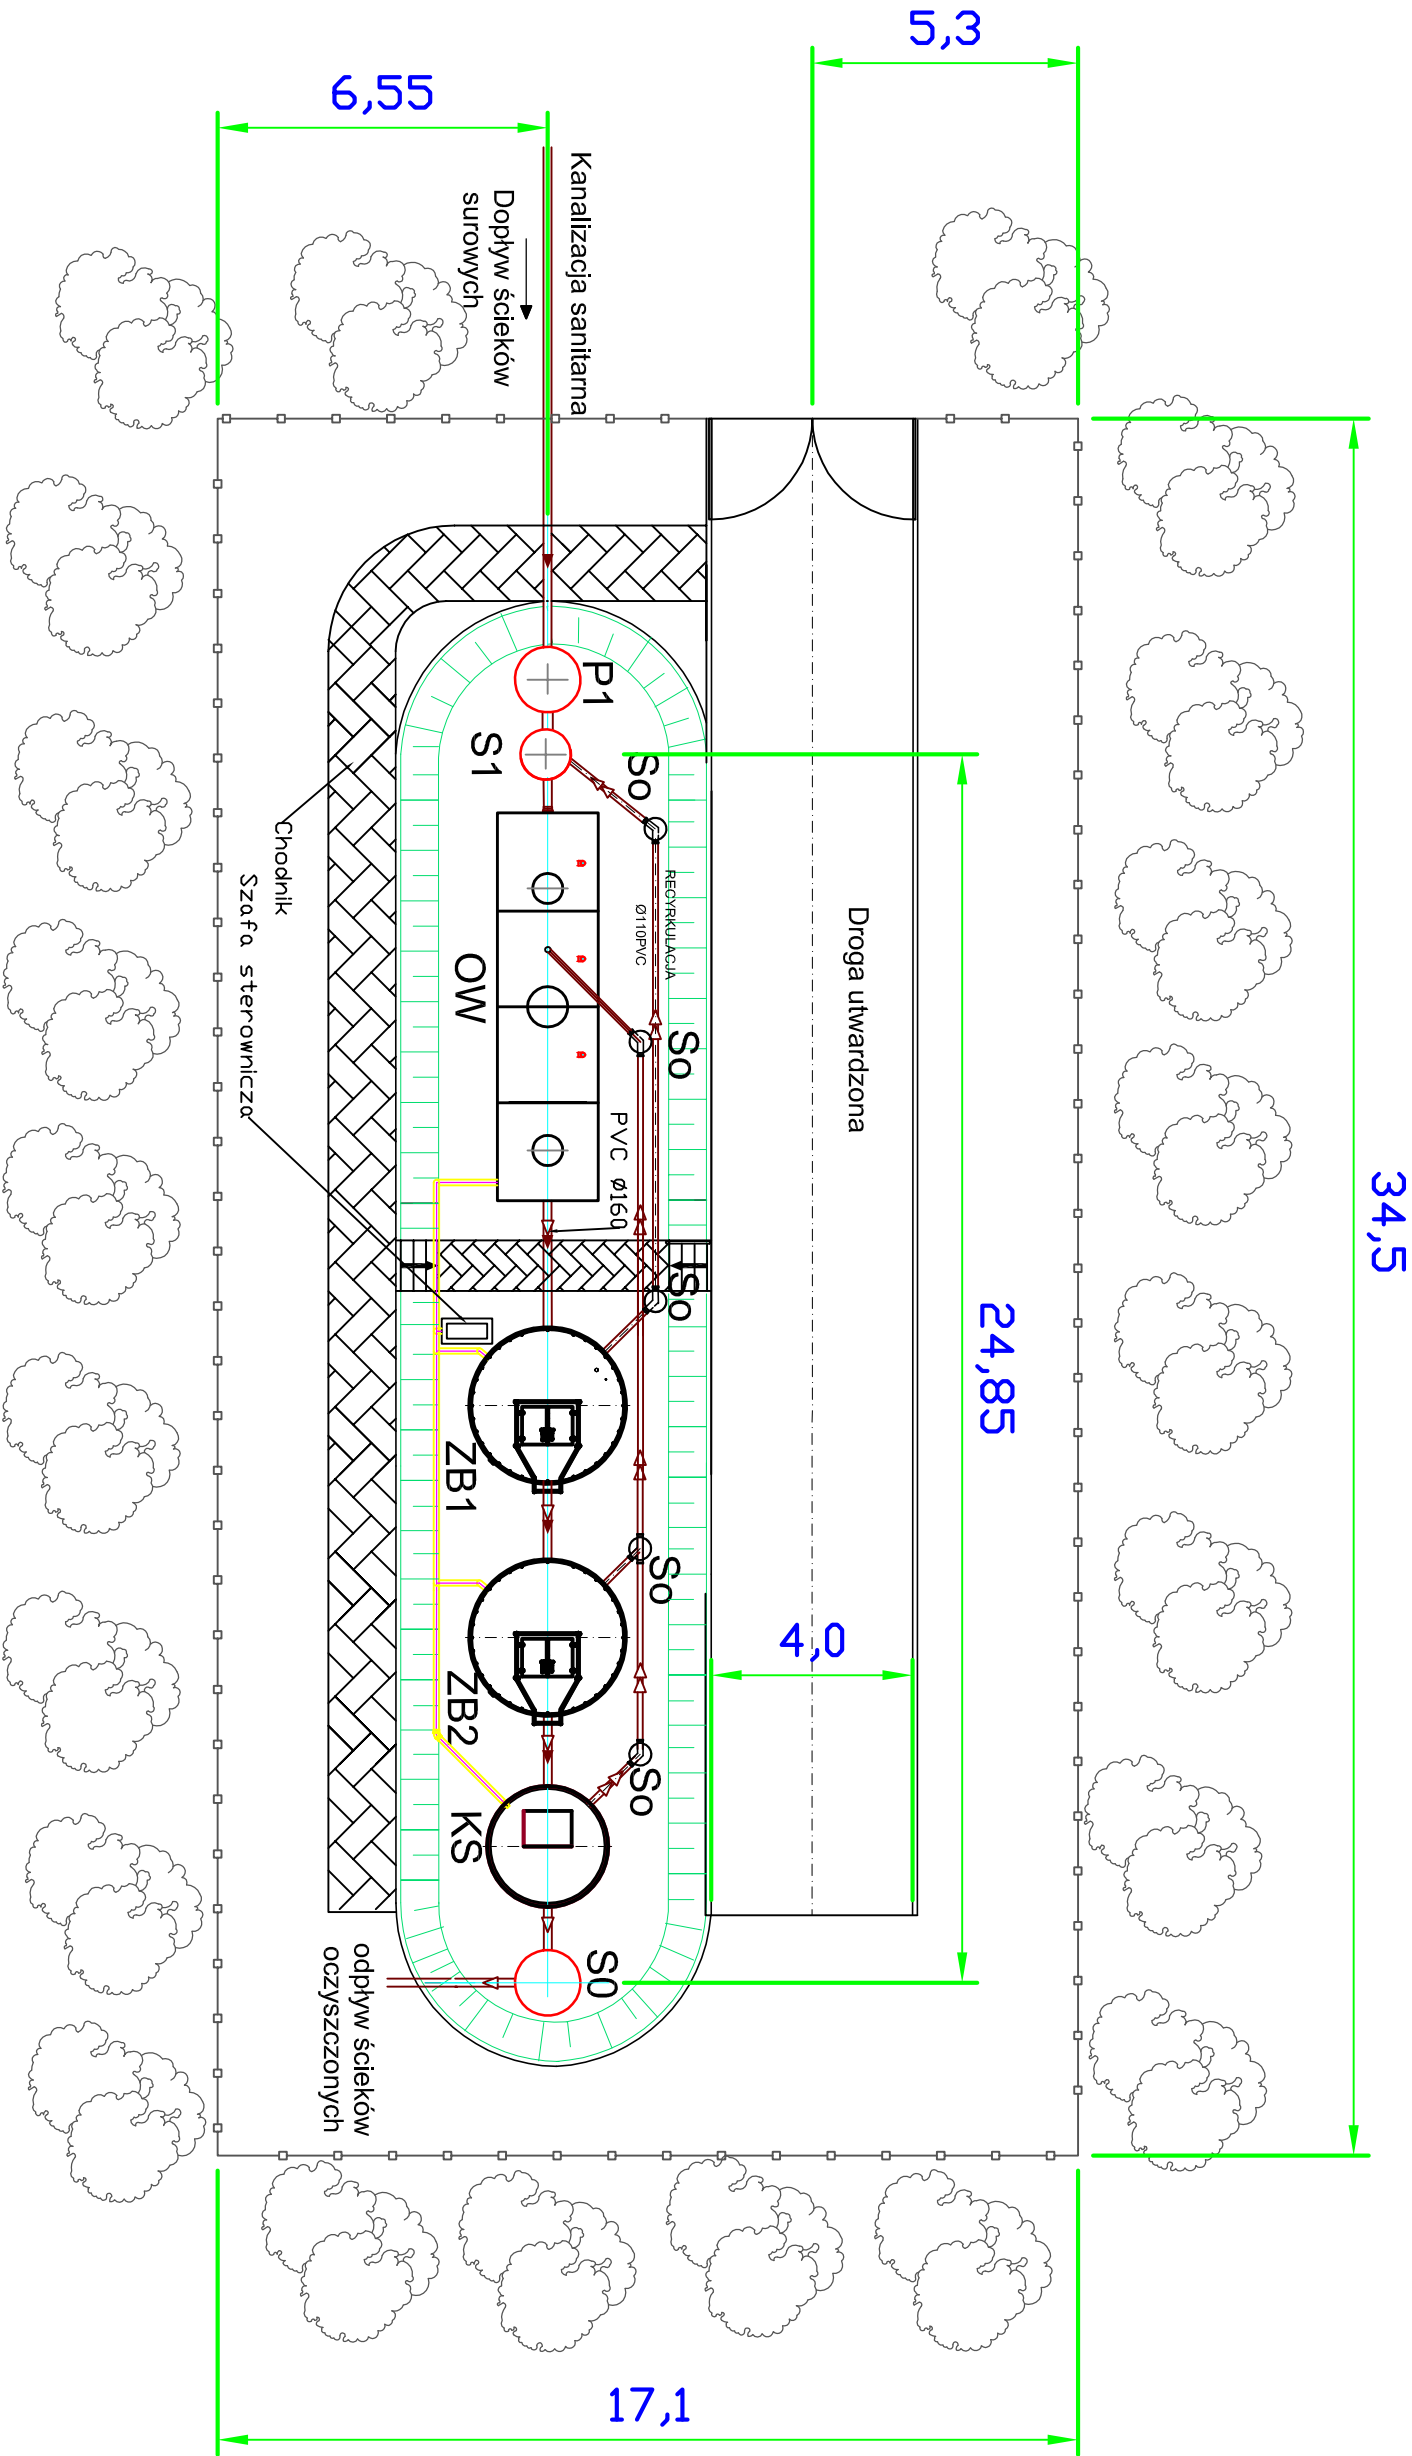 5,3
6,55
Kanalizacja sanitarna
Dopływ ścieków
surowych
34,5
P1
S1
So
24,85
Chodnik
Szafa sterownicza
OW
RECYRKULACJA
Ø110PVC
So
Droga utwardzona
PVC Ø160
So
ZB1
So
4,0
ZB2
So
KS
S0
odpływ ścieków
oczyszczonych
17,1